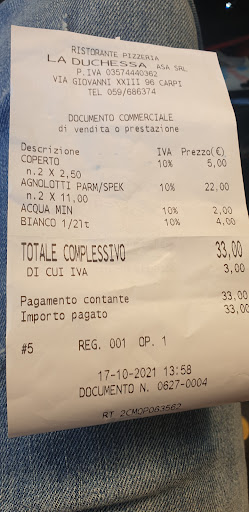 RISTORANTE PIZZERIA
LA DUCHESSA ASA SRL
P.IVA 03574440362
VIA GIOVANNI XXIII 96 CARPI
TEL 059/686374
DOCUMENTO COMMERCIALE
di vendita o prestazione
Descrizione IVA Prezzo(€)
COPERTO 10% 5,00
n.2 X 2,50
AGNOLOTTI PARM/SPEK 10% 22,00
n.2 X 11,00
ACQUA MIN 10% 2,00
BIANCO 1/2lt 10% 4,00
TOTALE COMPLESSIVO 33,00
DI CUI IVA 3,00
Pagamento contante 33,00
Importo pagato 33,00
#5 REG. 001 OP. 1
17-10-2021 13:58
DOCUMENTO N. 0627-0004
RT 2CMOP063562